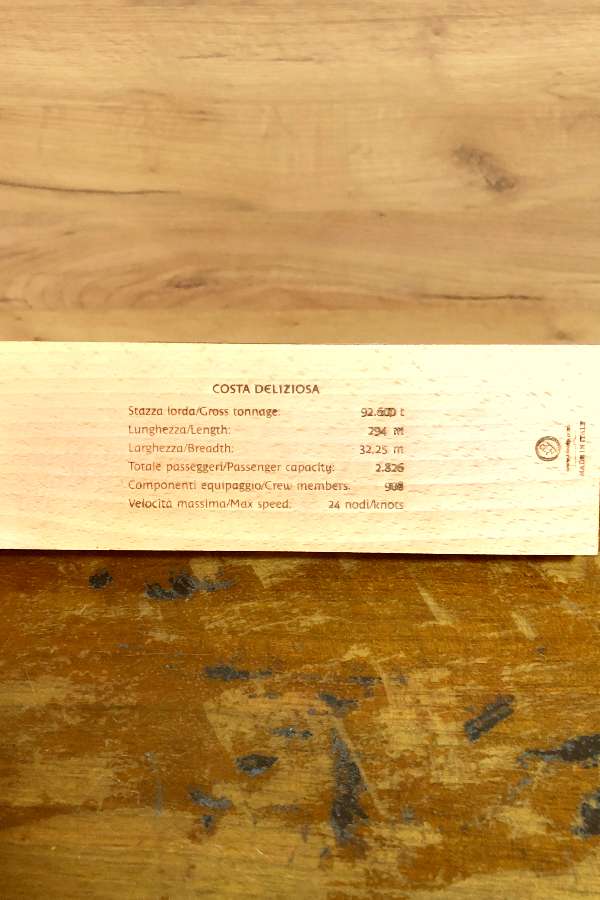 COSTA DELIZIOSA
Stazza lorda/Gross tonnage: t
Lunghezza/Length: 294 m
Larghezza/Breadth: 32,25 m
Totale passeggeri/Passenger capacity: 2.826
Componenti equipaggio/Crew members:
Velocità massima/Max speed: 24 nodi/knots
MADE IN ITALY